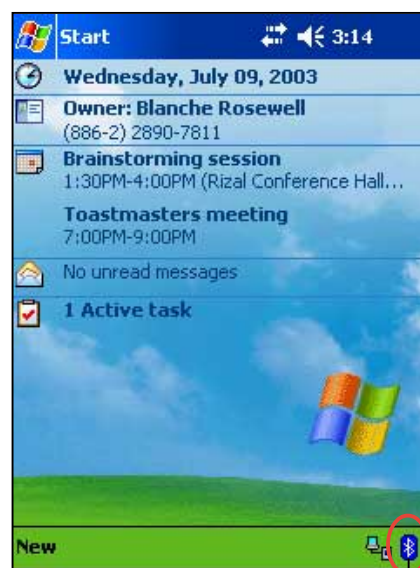 Start 3:14
Wednesday, July 09, 2003
Owner: Blanche Rosewell
(886-2) 2890-7811
Brainstorming session
1:30PM-4:00PM (Rizal Conference Hall...
Toastmasters meeting
7:00PM-9:00PM
No unread messages
1 Active task
New